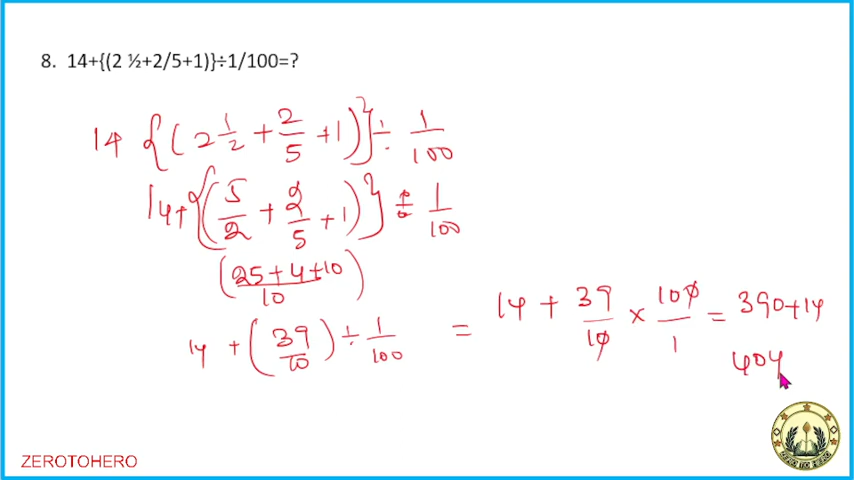 8. 14+{(2 ½+2/5+1)}÷1/100=?
14 {(2 1/2 + 2/5 + 1)} ÷ 1/100
14+{(5/2 + 2/5 + 1)} ÷ 1/100
(25+4+10/10)
14 + (39/10) ÷ 1/100 = 14 + 39/10 × 100/1 = 390+14
404
ZEROTOHERO